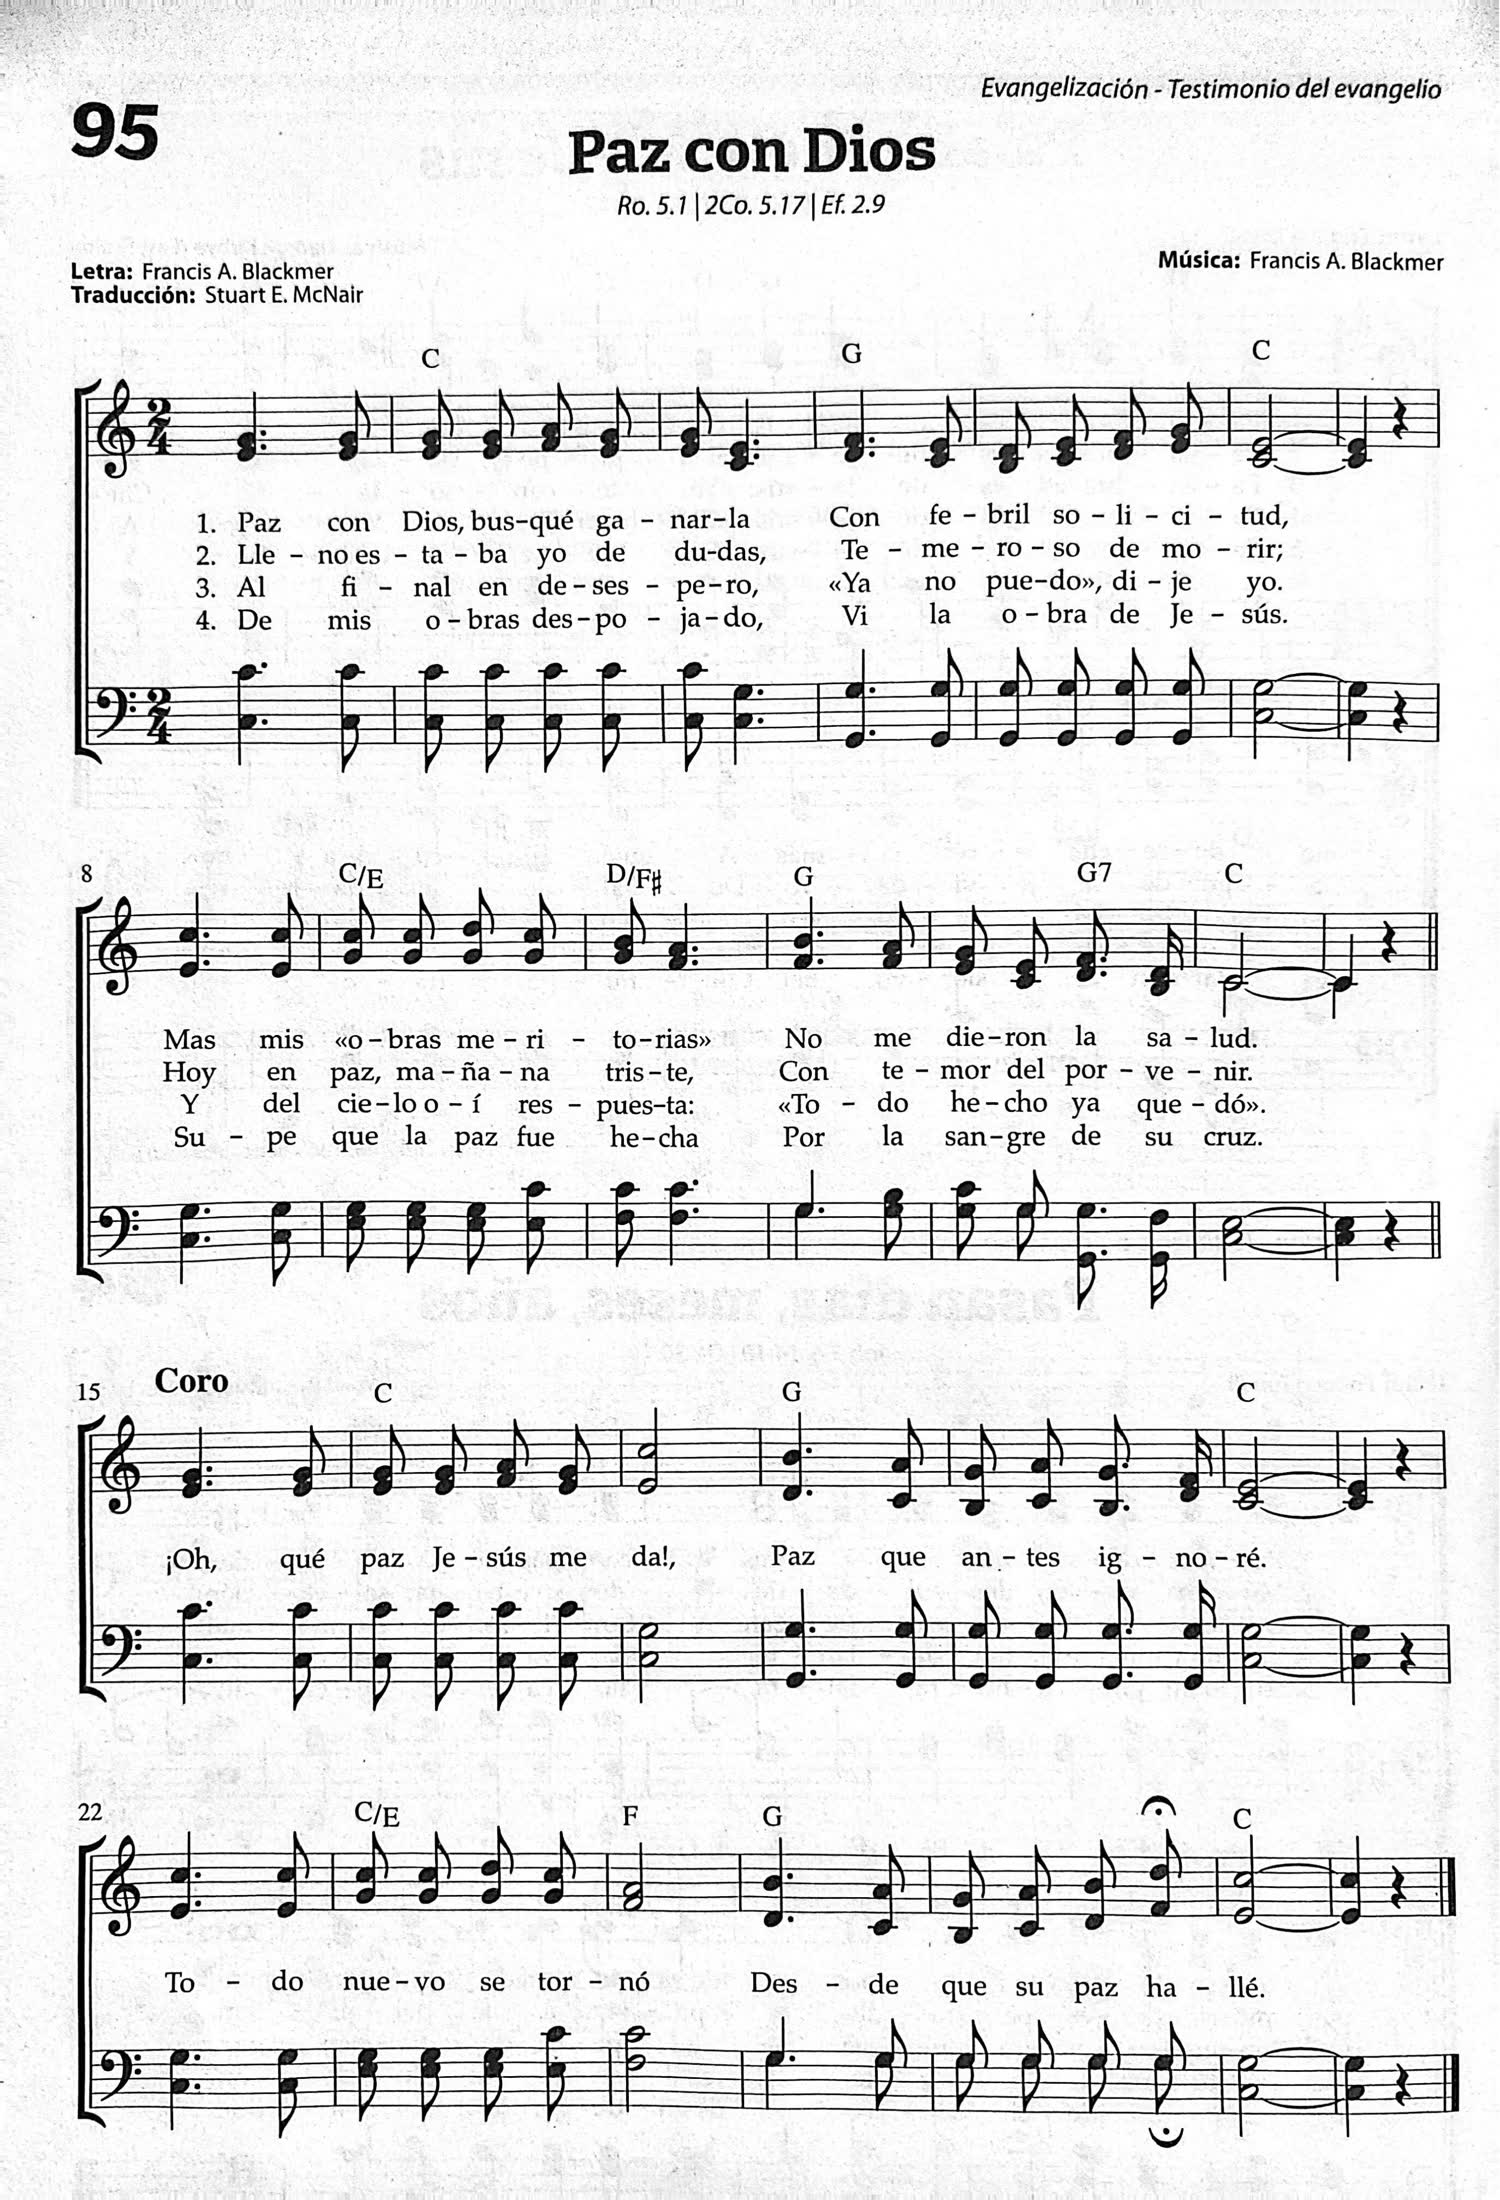 Evangelización - Testimonio del evangelio
95
Paz con Dios
Ro. 5.1 | 2Co. 5.17 | Ef. 2.9
Letra: Francis A. Blackmer
Traducción: Stuart E. McNair
Música: Francis A. Blackmer
C G C
1. Paz con Dios, bus-qué ga - nar-la Con fe - bril so - li - ci - tud,
2. Lle - no es - ta - ba yo de du-das, Te - me - ro - so de mo - rir;
3. Al fi - nal en de-ses - pe-ro, «Ya no pue-do», di - je yo.
4. De mis o-bras des-po - ja-do, Vi la o-bra de Je - sús.
8 C/E D/F♯ G G7 C
Mas mis «o-bras me-ri - to-rias» No me die-ron la sa - lud.
Hoy en paz, ma-ña-na tris-te, Con te - mor del por - ve - nir.
Y del cie-lo o-í res - pues-ta: «To - do he-cho ya que-dó».
Su - pe que la paz fue he-cha Por la san-gre de su cruz.
15 Coro C G C
¡Oh, qué paz Je-sús me da!, Paz que an - tes ig - no-ré.
22 C/E F G C
To - do nue-vo se tor - nó Des - de que su paz ha - llé.